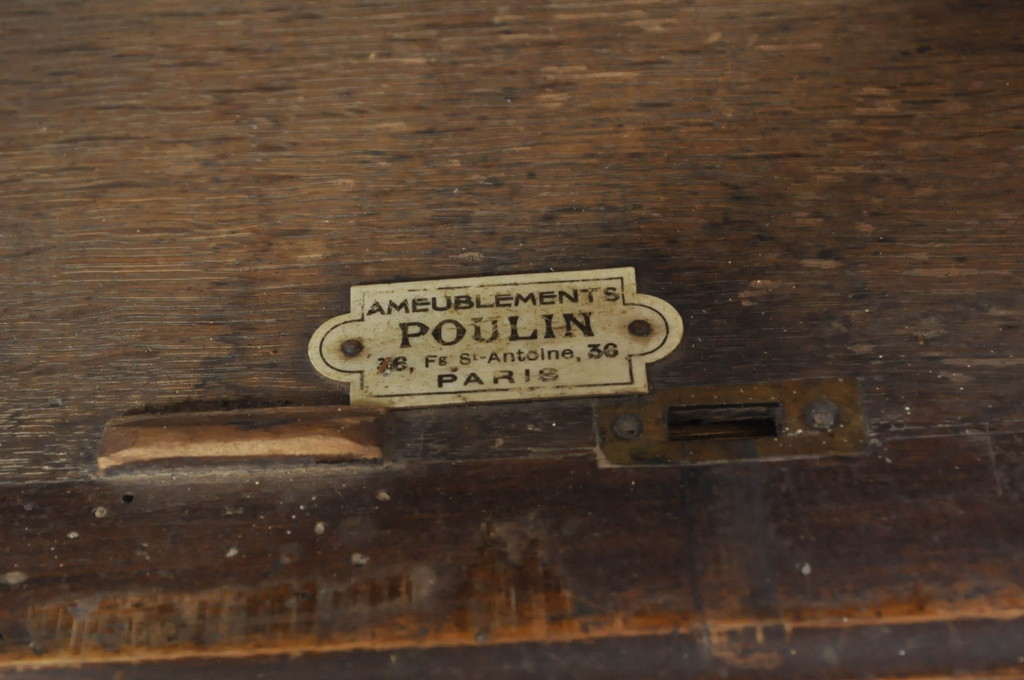 AMEUBLEMENTS
POULIN
36, Fg St-Antoine, 36
PARIS